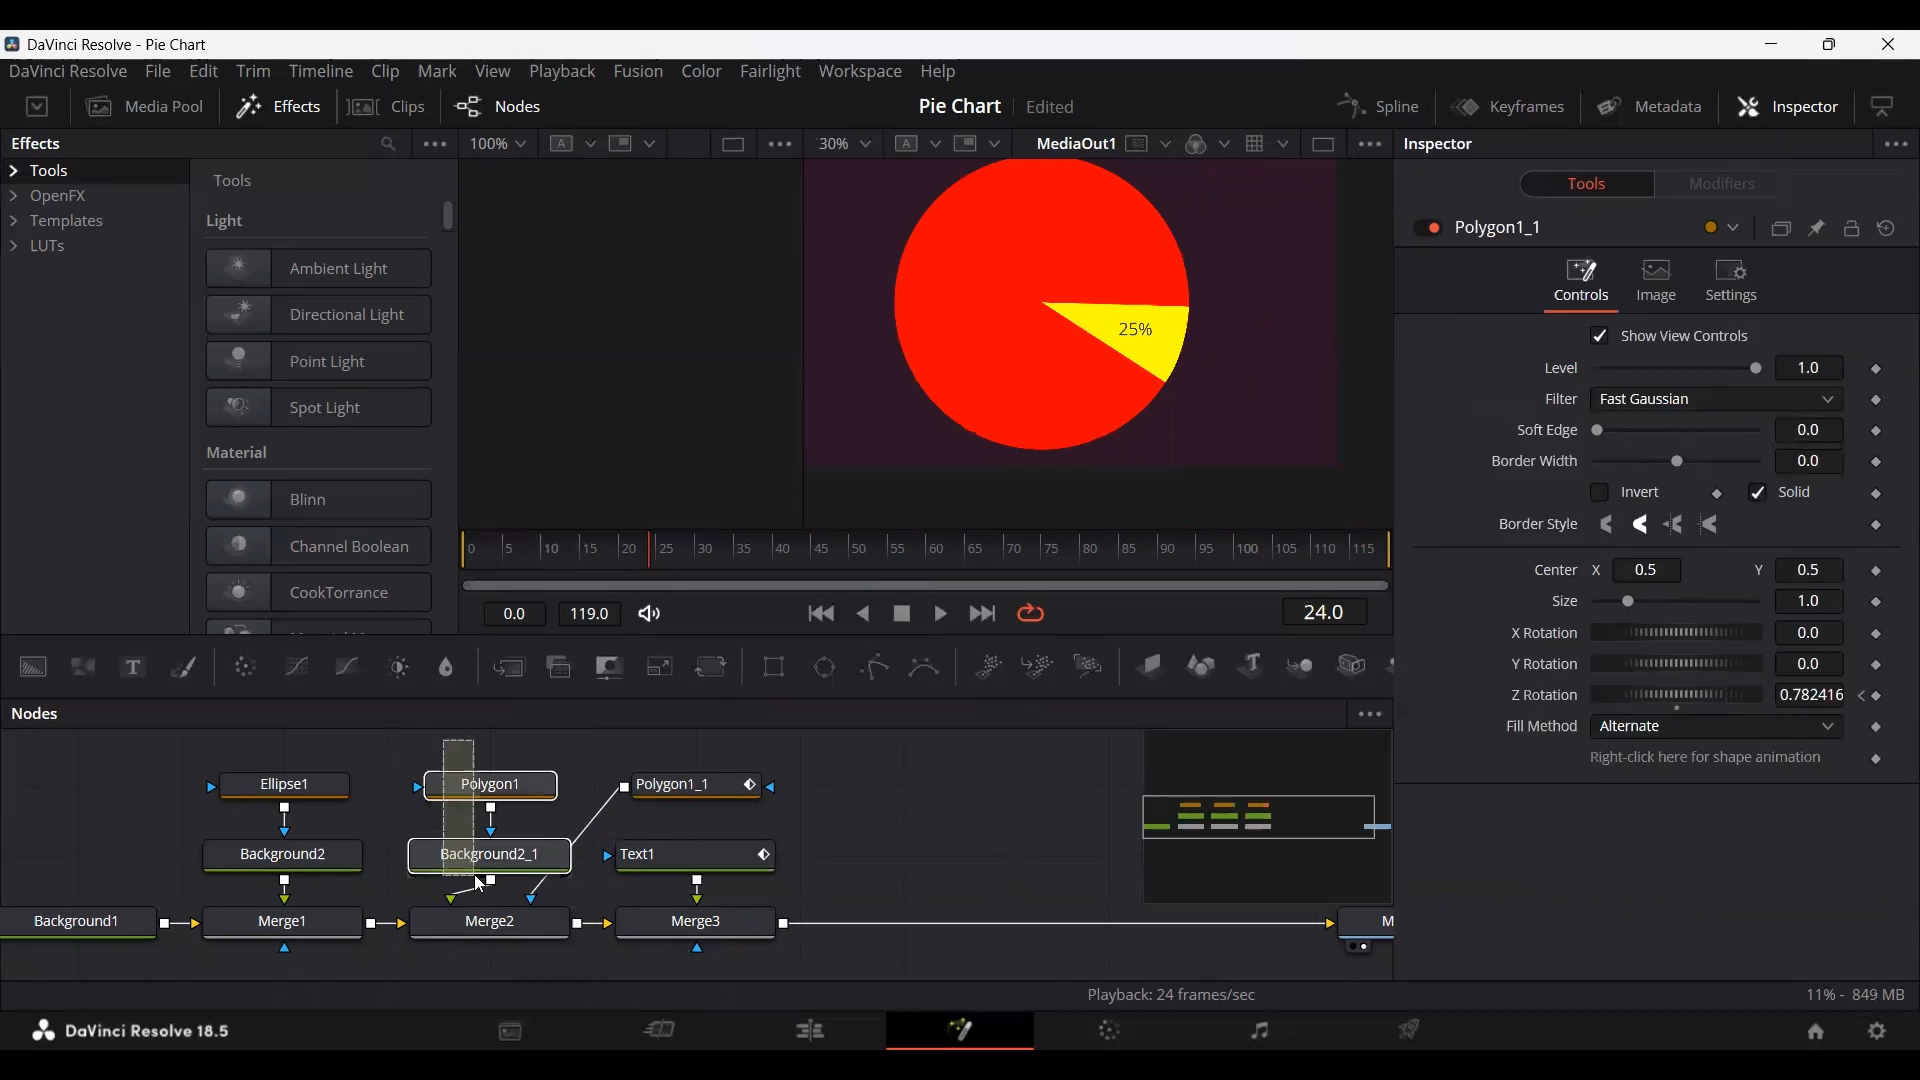 DaVinci Resolve - Pie Chart
DaVinci Resolve File Edit Trim Timeline Clip Mark View Playback Fusion Color Fairlight Workspace Help
Media Pool Effects Clips Nodes Pie Chart Edited Spline Keyframes Metadata Inspector
Effects 100% A 30% A MediaOut1 Inspector
Tools
OpenFX
Templates
LUTs
Tools
Light
Ambient Light
Directional Light
Point Light
Spot Light
Material
Blinn
Channel Boolean
CookTorrance
25%
0 5 10 15 20 25 30 35 40 45 50 55 60 65 70 75 80 85 90 95 100 105 110 115
0.0 119.0 24.0
Tools Modifiers
Polygon1_1
Controls Image Settings
Show View Controls
Level 1.0
Filter Fast Gaussian
Soft Edge 0.0
Border Width 0.0
Invert Solid
Border Style
Center X 0.5 Y 0.5
Size 1.0
X Rotation 0.0
Y Rotation 0.0
Z Rotation 0.782416
Fill Method Alternate
Right-click here for shape animation
T T
Nodes
Ellipse1 Polygon1 Polygon1_1
Background2 Background2_1 Text1
Background1 Merge1 Merge2 Merge3 M
Playback: 24 frames/sec 11% - 849 MB
DaVinci Resolve 18.5